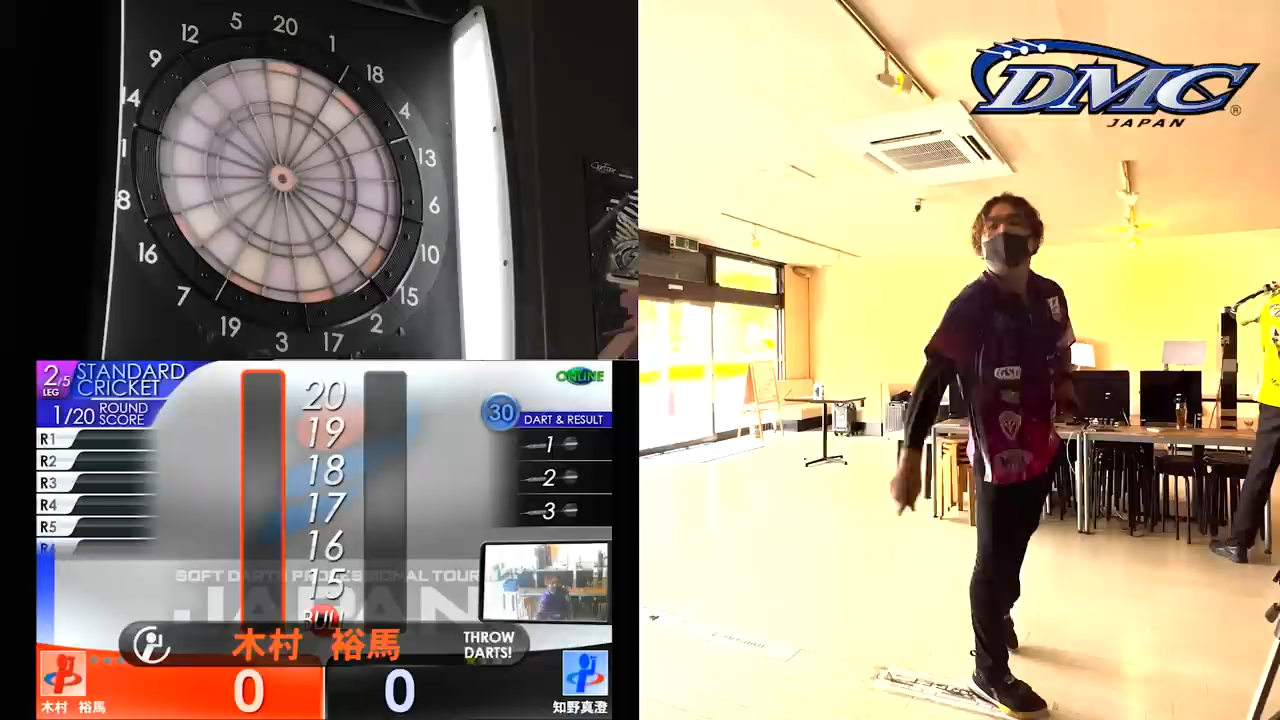 5 20 1
12 18
9 4
14 13
8 6
16 10
7 15
19 2
3 17
DMC
JAPAN
2/5
LEG
STANDARD
CRICKET
1/20 ROUND
SCORE
R1
R2
R3
R4
R5
20
19
18
17
16
15
BULL
ONLINE
30
DART & RESULT
1
2
3
SOFT DARTS PROFESSIONAL TOUR
JAPAN
木村 裕馬
THROW
DARTS!
0
0
木村 裕馬
知野真澄